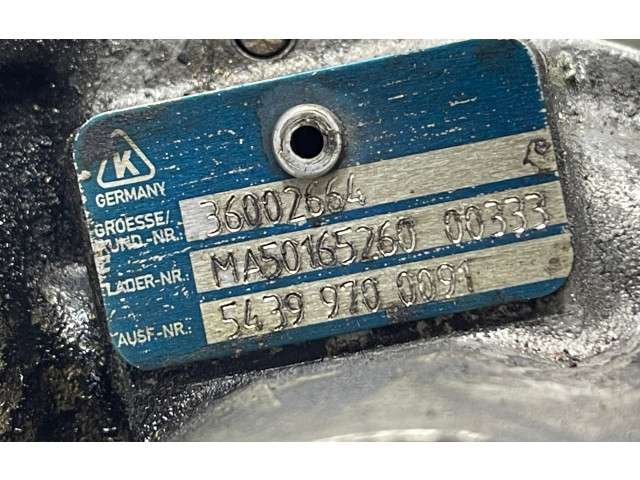 K
GERMANY
GROESSE/
KUND.-NR.: 36002664
LADER-NR.: MA50165260 00333
AUSF-NR.: 5439 970 0091